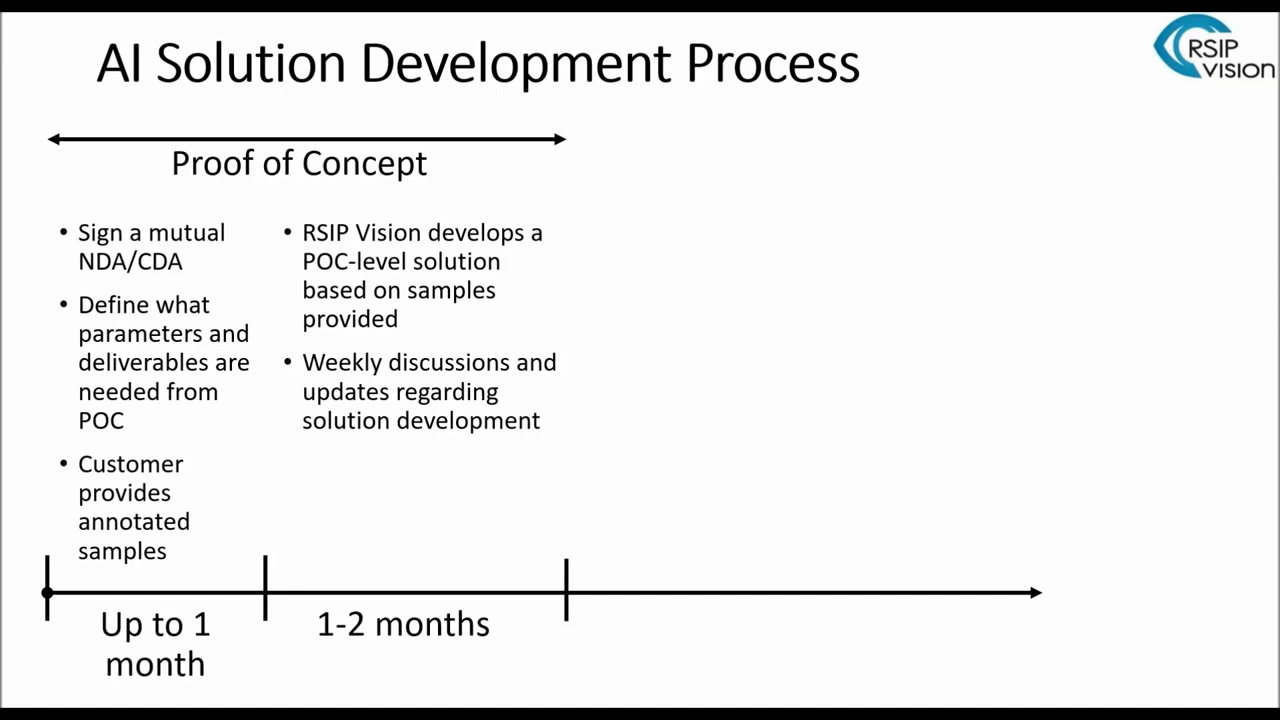 AI Solution Development Process
RSIP
VISION
Proof of Concept
• Sign a mutual
NDA/CDA
• Define what
parameters and
deliverables are
needed from
POC
• Customer
provides
annotated
samples
• RSIP Vision develops a
POC-level solution
based on samples
provided
• Weekly discussions and
updates regarding
solution development
Up to 1
month
1-2 months